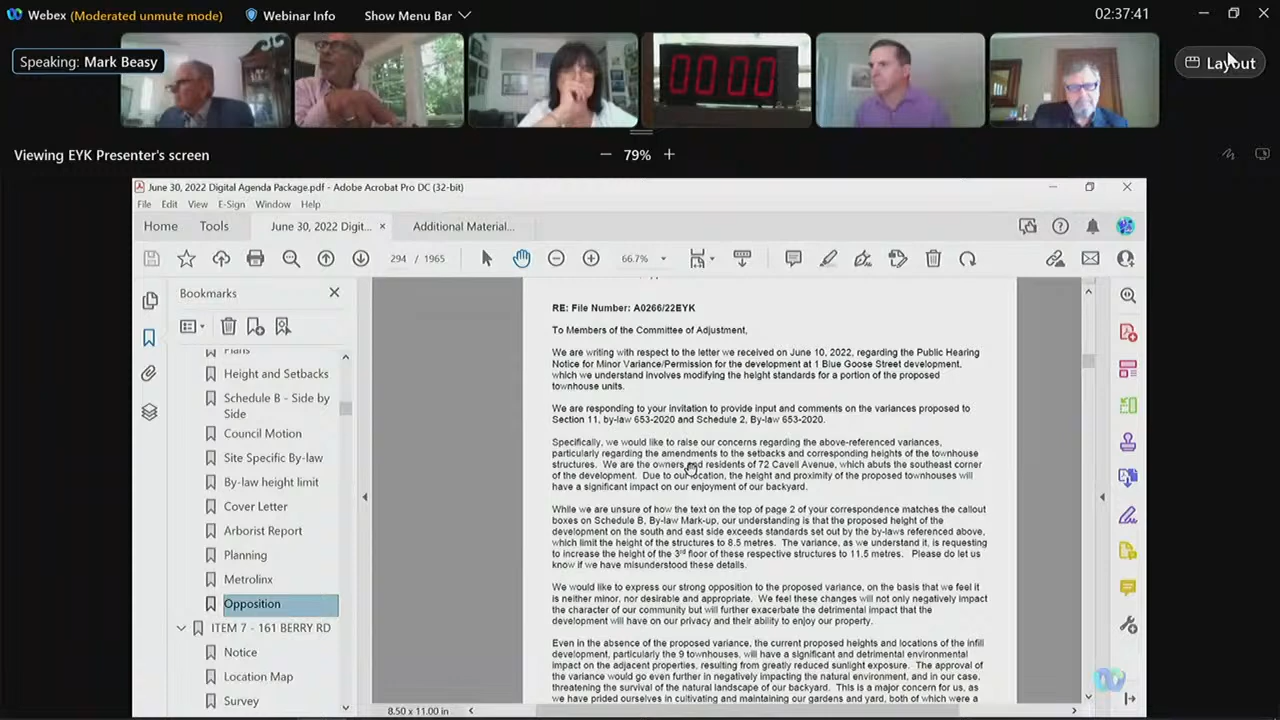 Webex (Moderated unmute mode) Webinar Info Show Menu Bar 02:37:41
Speaking: Mark Beasy
00:00
Layout
Viewing EYK Presenter's screen
79%
June 30, 2022 Digital Agenda Package.pdf - Adobe Acrobat Pro DC (32-bit)
File Edit View E-Sign Window Help
Home Tools June 30, 2022 Digit... × Additional Material...
294 / 1965 66.7%
Bookmarks
Plans
Height and Setbacks
Schedule B - Side by
Side
Council Motion
Site Specific By-law
By-law height limit
Cover Letter
Arborist Report
Planning
Metrolinx
Opposition
ITEM 7 - 161 BERRY RD
Notice
Location Map
Survey
RE: File Number: A0266/22EYK
To Members of the Committee of Adjustment,
We are writing with respect to the letter we received on June 10, 2022, regarding the Public Hearing
Notice for Minor Variance/Permission for the development at 1 Blue Goose Street development,
which we understand involves modifying the height standards for a portion of the proposed
townhouse units.
We are responding to your invitation to provide input and comments on the variances proposed to
Section 11, by-law 653-2020 and Schedule 2, By-law 653-2020.
Specifically, we would like to raise our concerns regarding the above-referenced variances,
particularly regarding the amendments to the setbacks and corresponding heights of the townhouse
structures. We are the owners and residents of 72 Cavell Avenue, which abuts the southeast corner
of the development. Due to our location, the height and proximity of the proposed townhouses will
have a significant impact on our enjoyment of our backyard.
While we are unsure of how the text on the top of page 2 of your correspondence matches the callout
boxes on Schedule B, By-law Mark-up, our understanding is that the proposed height of the
development on the south and east side exceeds standards set out by the by-laws referenced above,
which limit the height of the structures to 8.5 metres. The variance, as we understand it, is requesting
to increase the height of the 3rd floor of these respective structures to 11.5 metres. Please do let us
know if we have misunderstood these details.
We would like to express our strong opposition to the proposed variance, on the basis that we feel it
is neither minor, nor desirable and appropriate. We feel these changes will not only negatively impact
the character of our community but will further exacerbate the detrimental impact that the
development will have on our privacy and their ability to enjoy our property.
Even in the absence of the proposed variance, the current proposed heights and locations of the infill
development, particularly the 9 townhouses, will have a significant and detrimental environmental
impact on the adjacent properties, resulting from greatly reduced sunlight exposure. The approval of
the variance would go even further in negatively impacting the natural environment, and in our case,
threatening the survival of the natural landscape of our backyard. This is a major concern for us, as
we have prided ourselves in cultivating and maintaining our gardens and yard, both of which were a
8.50 x 11.00 in